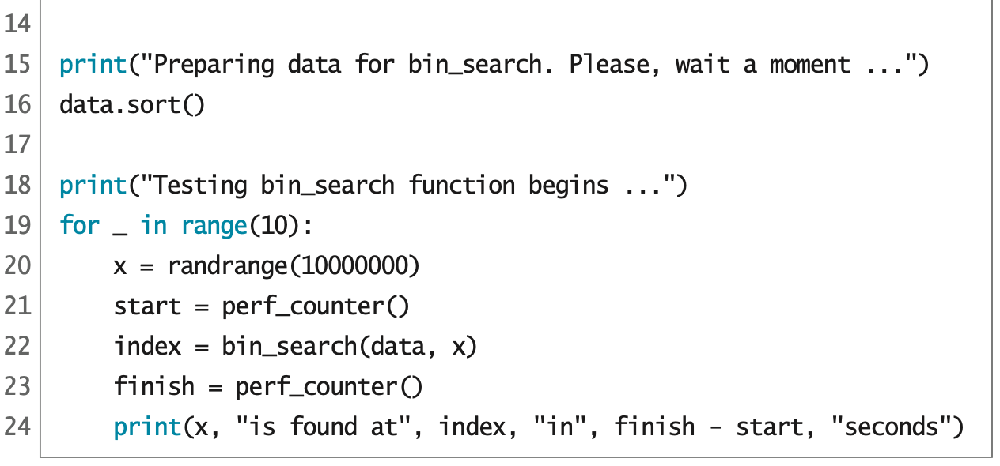 14
15 print("Preparing data for bin_search. Please, wait a moment ...")
16 data.sort()
17
18 print("Testing bin_search function begins ...")
19 for _ in range(10):
20     x = randrange(10000000)
21     start = perf_counter()
22     index = bin_search(data, x)
23     finish = perf_counter()
24     print(x, "is found at", index, "in", finish - start, "seconds")